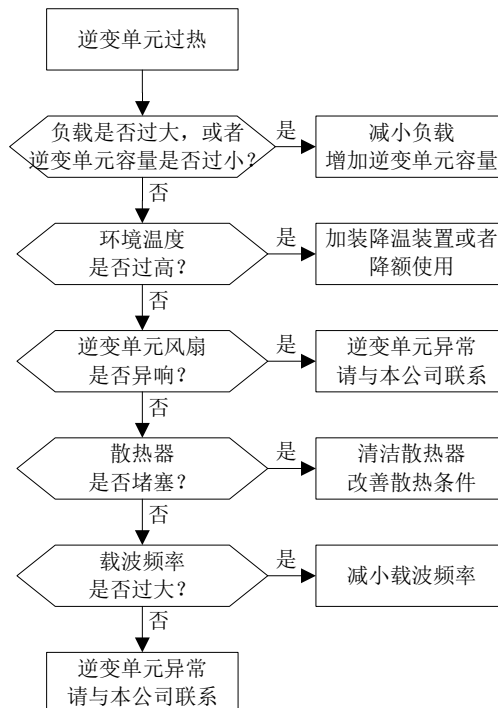 逆变单元过热
负载是否过大，或者
逆变单元容量是否过小？
是
减小负载
增加逆变单元容量
否
环境温度
是否过高？
是
加装降温装置或者
降额使用
否
逆变单元风扇
是否异响？
是
逆变单元异常
请与本公司联系
否
散热器
是否堵塞？
是
清洁散热器
改善散热条件
否
载波频率
是否过大？
是
减小载波频率
否
逆变单元异常
请与本公司联系